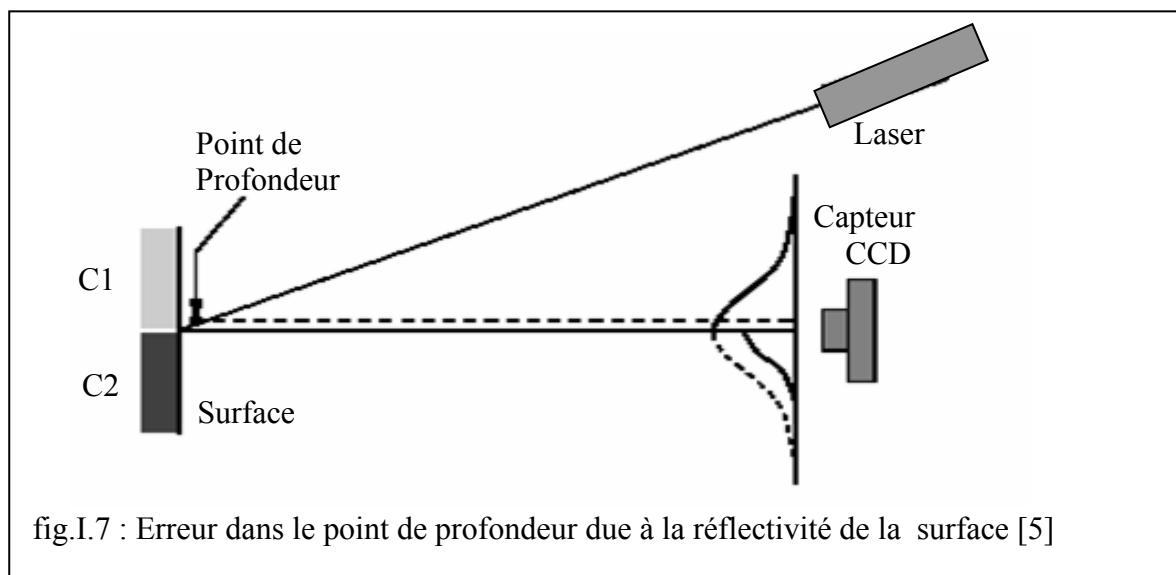 Laser
Point de
Profondeur
Capteur
CCD
C1
C2
Surface
fig.I.7 : Erreur dans le point de profondeur due à la réflectivité de la surface [5]